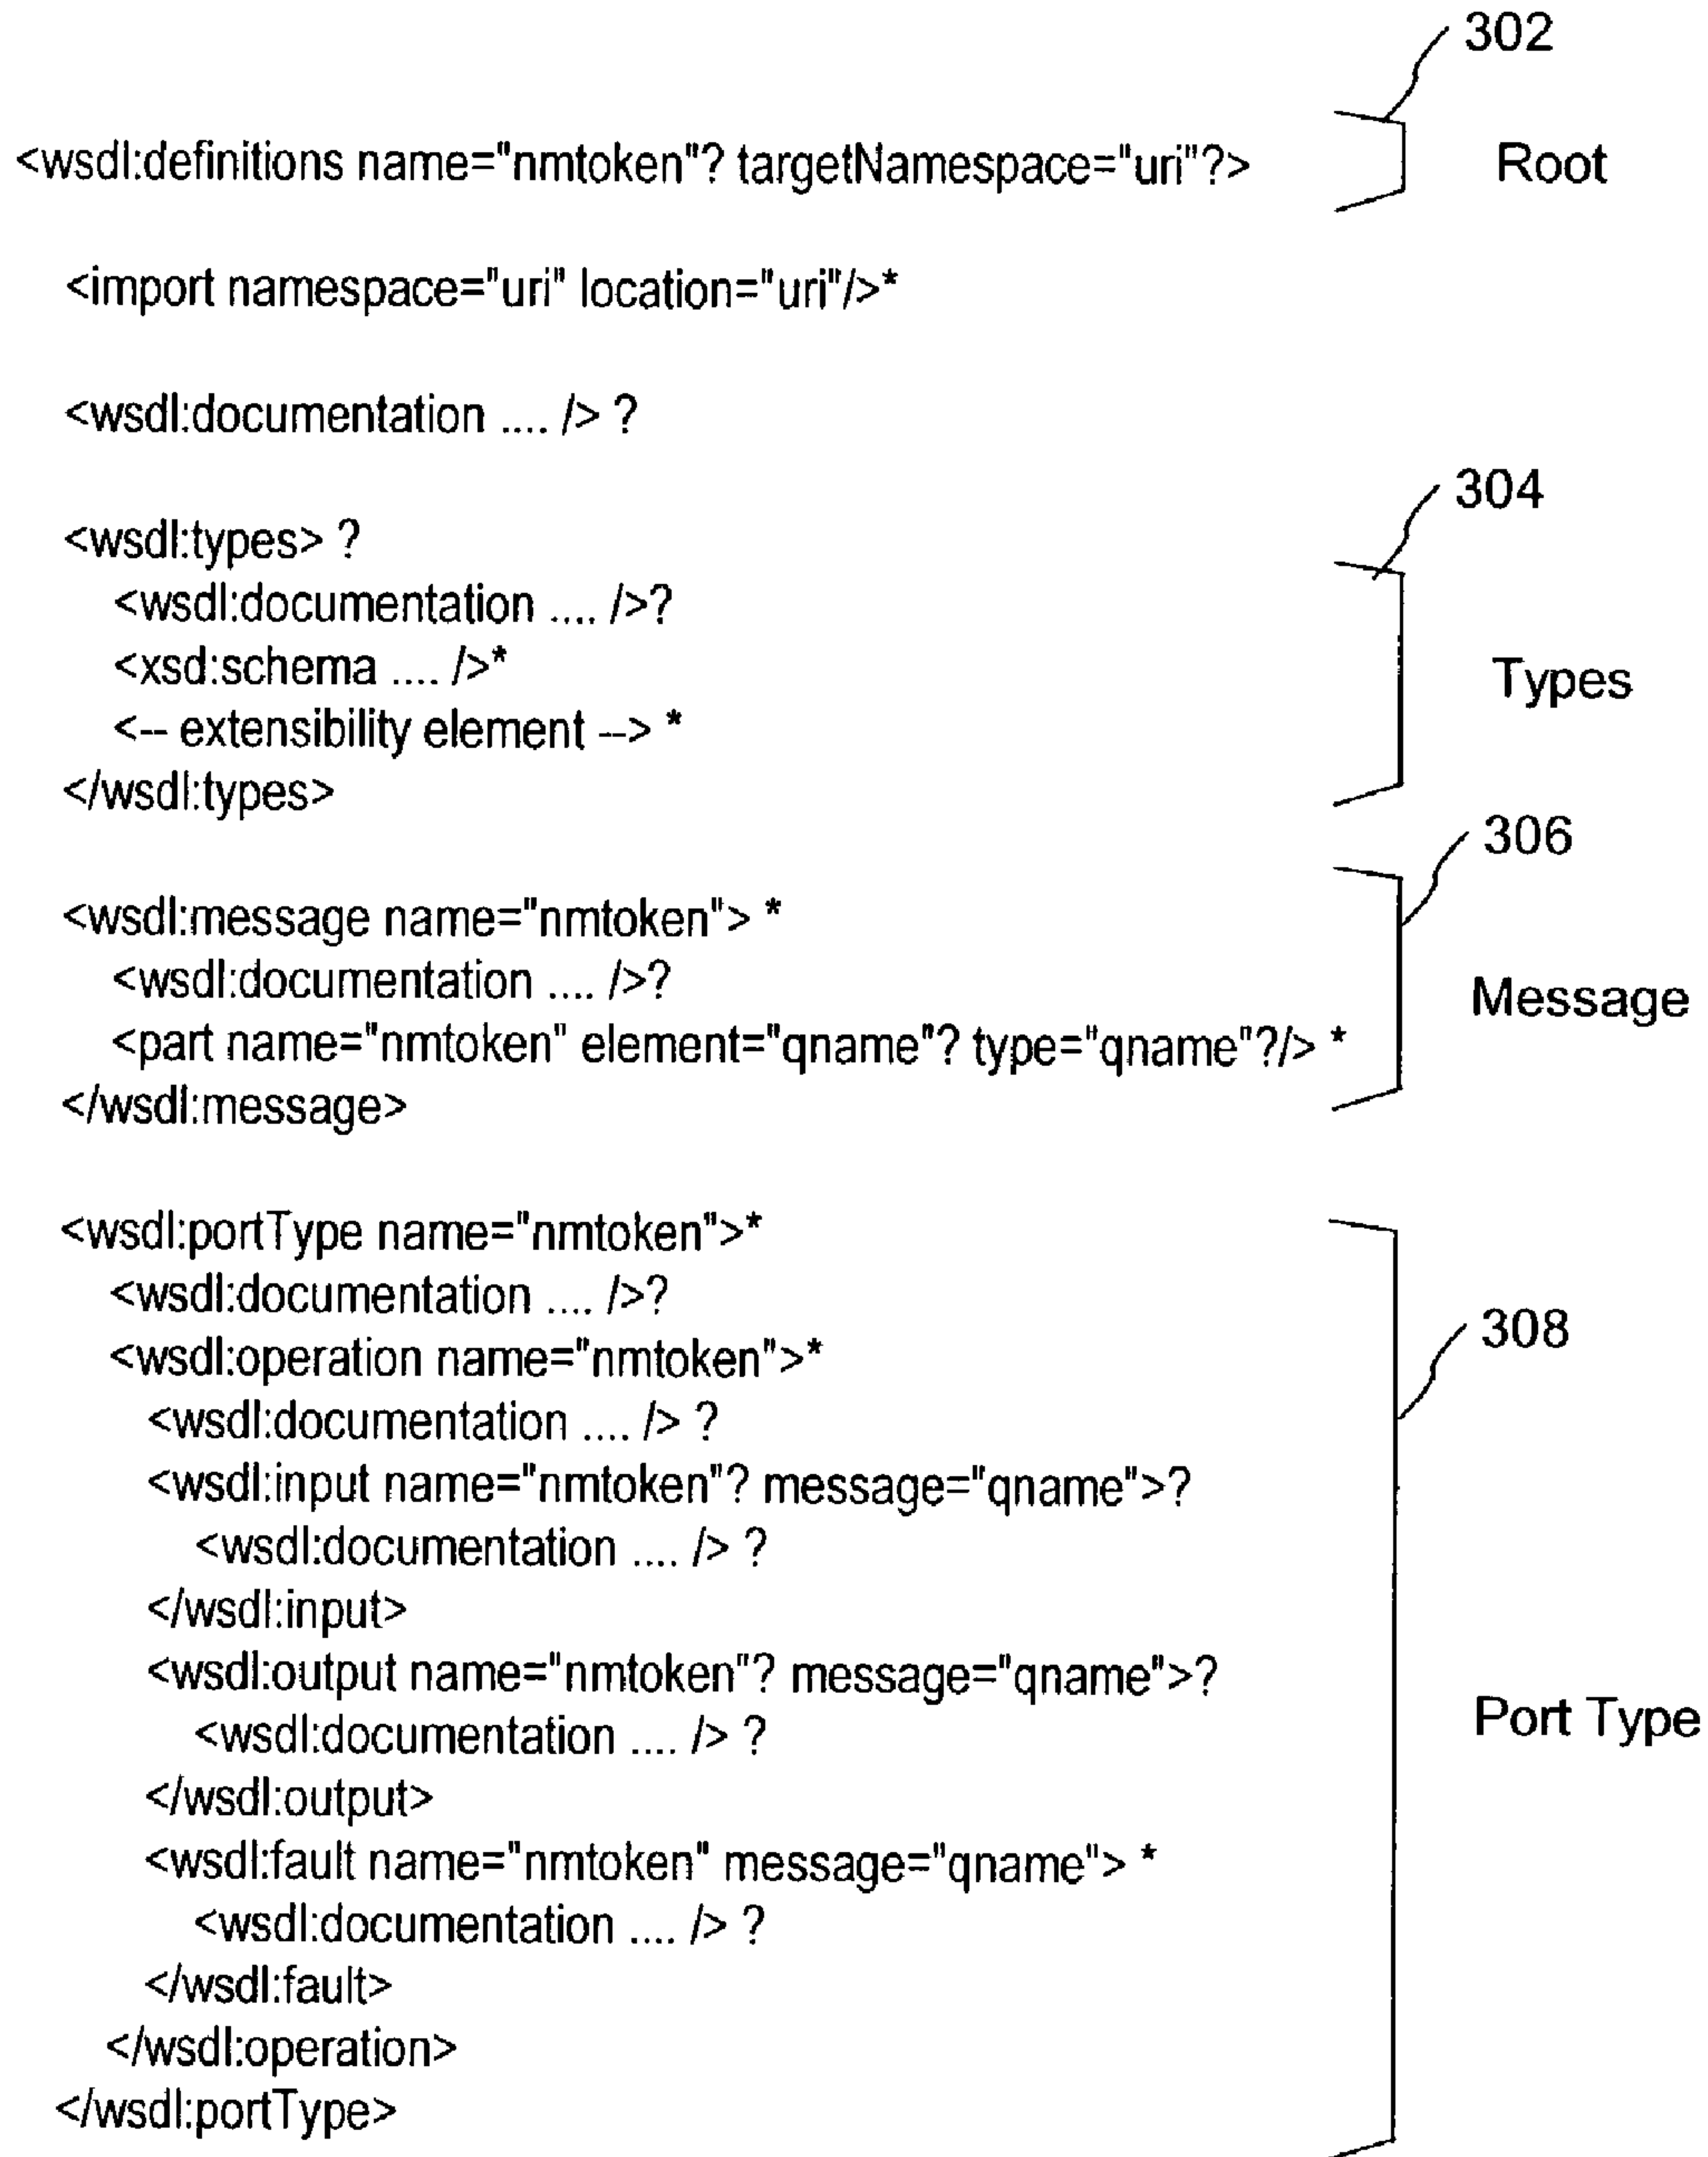 302
<wsdl:definitions name="nmtoken"? targetNamespace="uri"?> Root
<import namespace="uri" location="uri"/>*
<wsdl:documentation .... /> ?
304
<wsdl:types> ?
<wsdl:documentation .... />?
<xsd:schema .... />*
Types
<-- extensibility element --> *
</wsdl:types>
306
<wsdl:message name="nmtoken"> *
<wsdl:documentation .... />?
Message
<part name="nmtoken" element="qname"? type="qname"?/> *
</wsdl:message>
<wsdl:portType name="nmtoken">*
<wsdl:documentation .... />?
308
<wsdl:operation name="nmtoken">*
<wsdl:documentation .... /> ?
<wsdl:input name="nmtoken"? message="qname">?
<wsdl:documentation .... /> ?
</wsdl:input>
<wsdl:output name="nmtoken"? message="qname">?
Port Type
<wsdl:documentation .... /> ?
</wsdl:output>
<wsdl:fault name="nmtoken" message="qname"> *
<wsdl:documentation .... /> ?
</wsdl:fault>
</wsdl:operation>
</wsdl:portType>